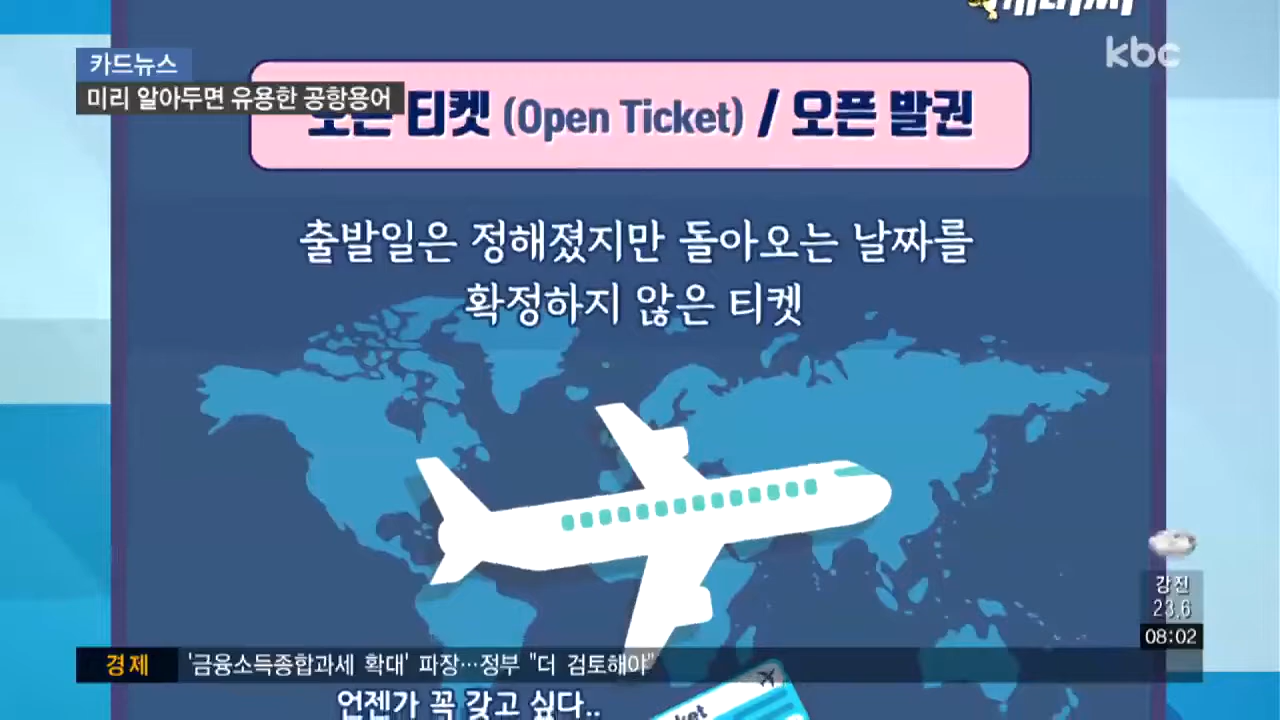 kbc
카드뉴스
미리 알아두면 유용한 공항용어
오픈 티켓 (Open Ticket) / 오픈 발권
출발일은 정해졌지만 돌아오는 날짜를
확정하지 않은 티켓
강진
23.6
08:02
경제 '금융소득종합과세 확대' 파장…정부 "더 검토해야"
언젠가 꼭 갖고 싶다..